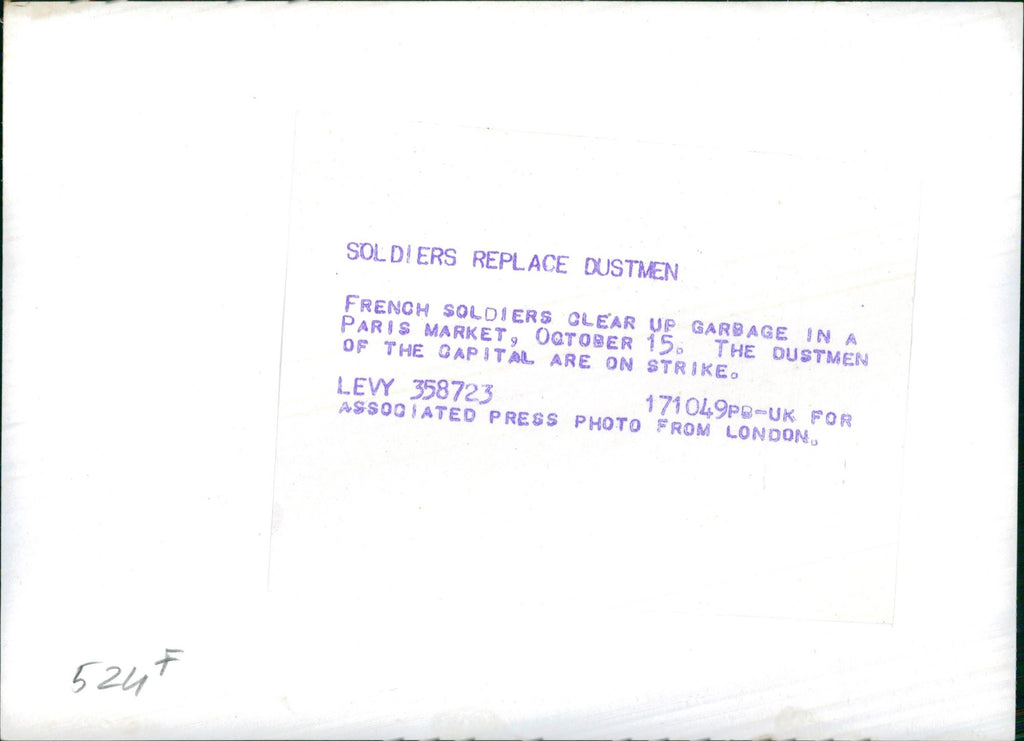 SOLDIERS REPLACE DUSTMEN
FRENCH SOLDIERS CLEAR UP GARBAGE IN A
PARIS MARKET, OCTOBER 15. THE DUSTMEN
OF THE CAPITAL ARE ON STRIKE.
LEVY 358723 171049PB-UK FOR
ASSOCIATED PRESS PHOTO FROM LONDON.
524F